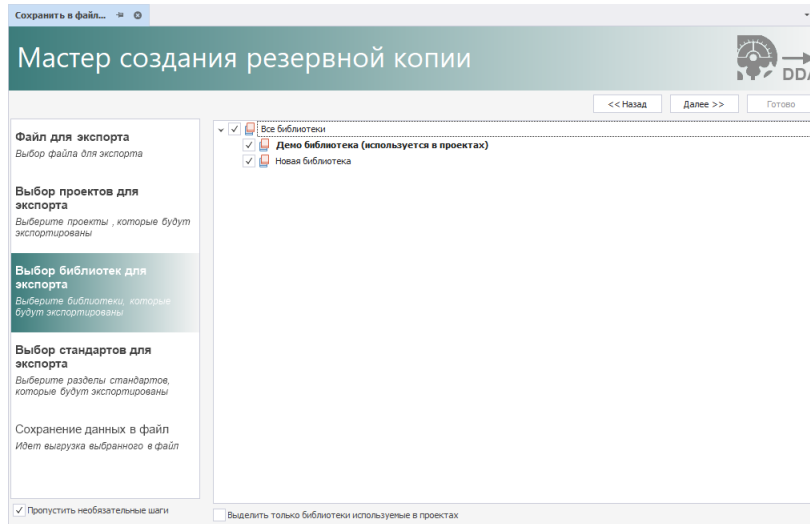 Сохранить в файл...
Мастер создания резервной копии
<< Назад
Далее >>
Готово
Файл для экспорта
Выбор файла для экспорта
Выбор проектов для
экспорта
Выберите проекты , которые будут
экспортированы
Выбор библиотек для
экспорта
Выберите библиотеки, которые
будут экспортированы
Выбор стандартов для
экспорта
Выберите разделы стандартов,
которые будут экспортированы
Сохранение данных в файл
Идет выгрузка выбранного в файл
Пропустить необязательные шаги
Все библиотеки
Демо библиотека (используется в проектах)
Новая библиотека
Выделить только библиотеки используемые в проектах